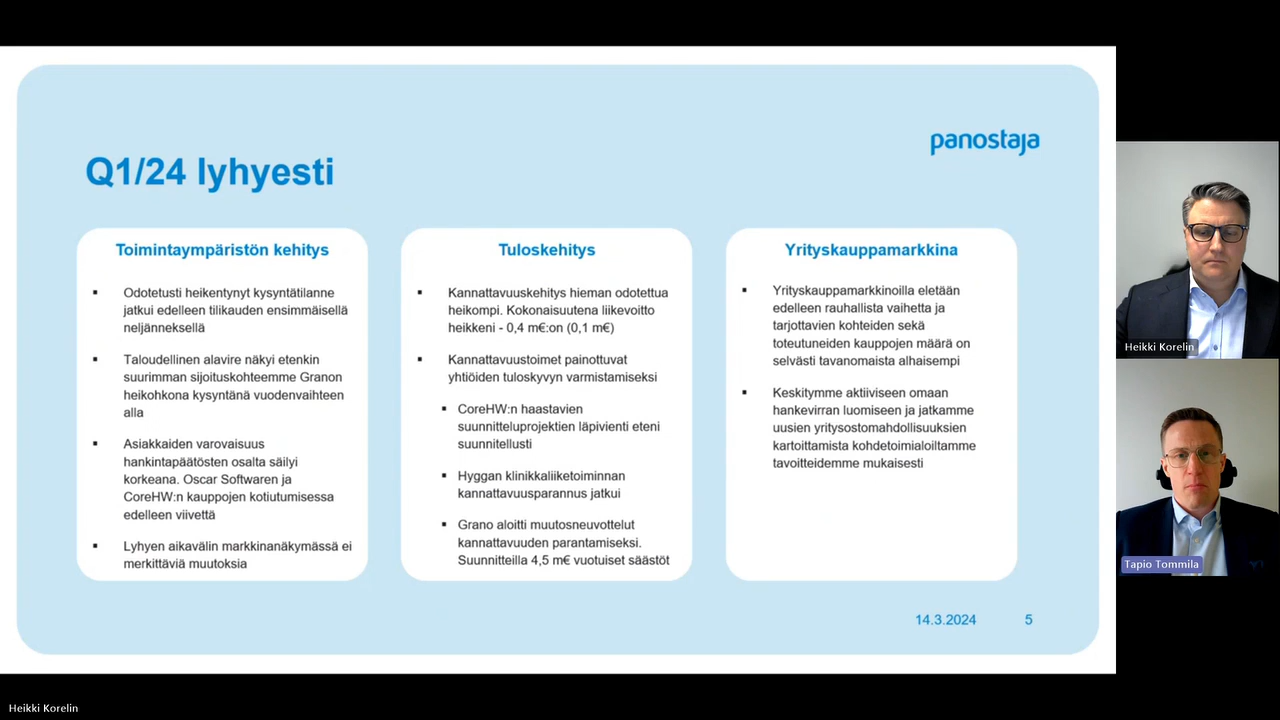 panostaja
Q1/24 lyhyesti
Toimintaympäristön kehitys
▪ Odotetusti heikentynyt kysyntätilanne
jatkui edelleen tilikauden ensimmäisellä
neljänneksellä
▪ Taloudellinen alavire näkyi etenkin
suurimman sijoituskohteemme Granon
heikohkona kysyntänä vuodenvaihteen
alla
▪ Asiakkaiden varovaisuus
hankintapäätösten osalta säilyi
korkeana. Oscar Softwaren ja
CoreHW:n kauppojen kotiutumisessa
edelleen viivettä
▪ Lyhyen aikavälin markkinanäkymässä ei
merkittäviä muutoksia
Tuloskehitys
▪ Kannattavuuskehitys hieman odotettua
heikompi. Kokonaisuutena liikevoitto
heikkeni - 0,4 m€:on (0,1 m€)
▪ Kannattavuustoimet painottuvat
yhtiöiden tuloskyvyn varmistamiseksi
▪ CoreHW:n haastavien
suunnitteluprojektien läpivienti eteni
suunnitellusti
▪ Hyggan klinikkaliiketoiminnan
kannattavuusparannus jatkui
▪ Grano aloitti muutosneuvottelut
kannattavuuden parantamiseksi.
Suunnitteilla 4,5 m€ vuotuiset säästöt
Yrityskauppamarkkina
▪ Yrityskauppamarkkinoilla eletään
edelleen rauhallista vaihetta ja
tarjottavien kohteiden sekä
toteutuneiden kauppojen määrä on
selvästi tavanomaista alhaisempi
▪ Keskitymme aktiiviseen omaan
hankevirran luomiseen ja jatkamme
uusien yritysostomahdollisuuksien
kartoittamista kohdetoimialoiltamme
tavoitteidemme mukaisesti
14.3.2024 5
Heikki Korelin
Tapio Tommila
Heikki Korelin